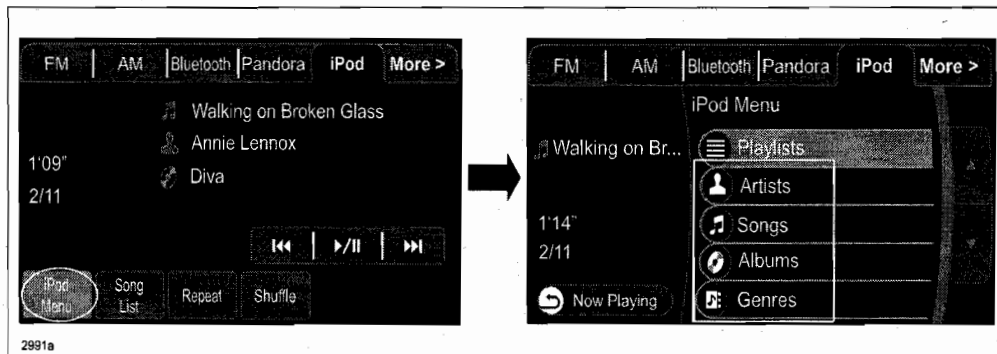 FM AM Bluetooth Pandora iPod More >
Walking on Broken Glass
Annie Lennox
1'09"
Diva
2/11
iPod Menu
Song List
Repeat
Shuffle
FM AM Bluetooth Pandora iPod More >
iPod Menu
Walking on Br...
Playlists
Artists
1'14"
Songs
2/11
Albums
Now Playing
Genres
2991a